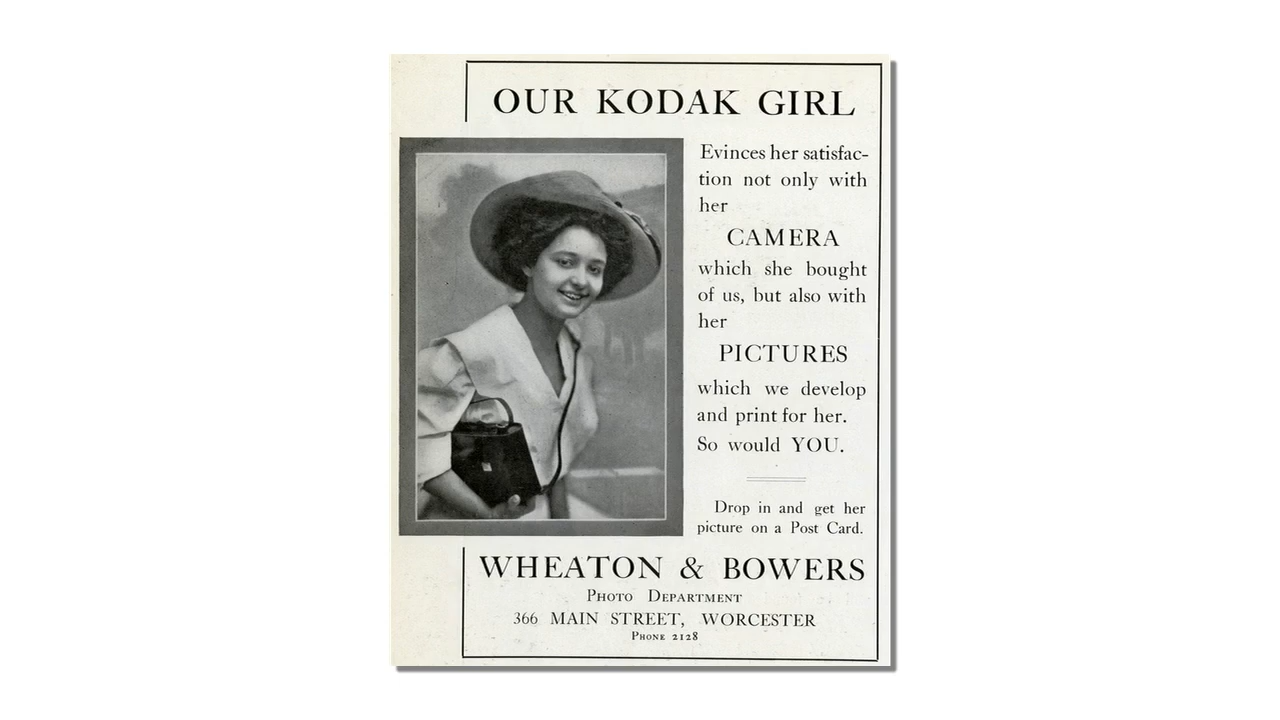 OUR KODAK GIRL
Evinces her satisfac-
tion not only with
her
CAMERA
which she bought
of us, but also with
her
PICTURES
which we develop
and print for her.
So would YOU.
Drop in and get her
picture on a Post Card.
WHEATON & BOWERS
PHOTO DEPARTMENT
366 MAIN STREET, WORCESTER
PHONE 2128